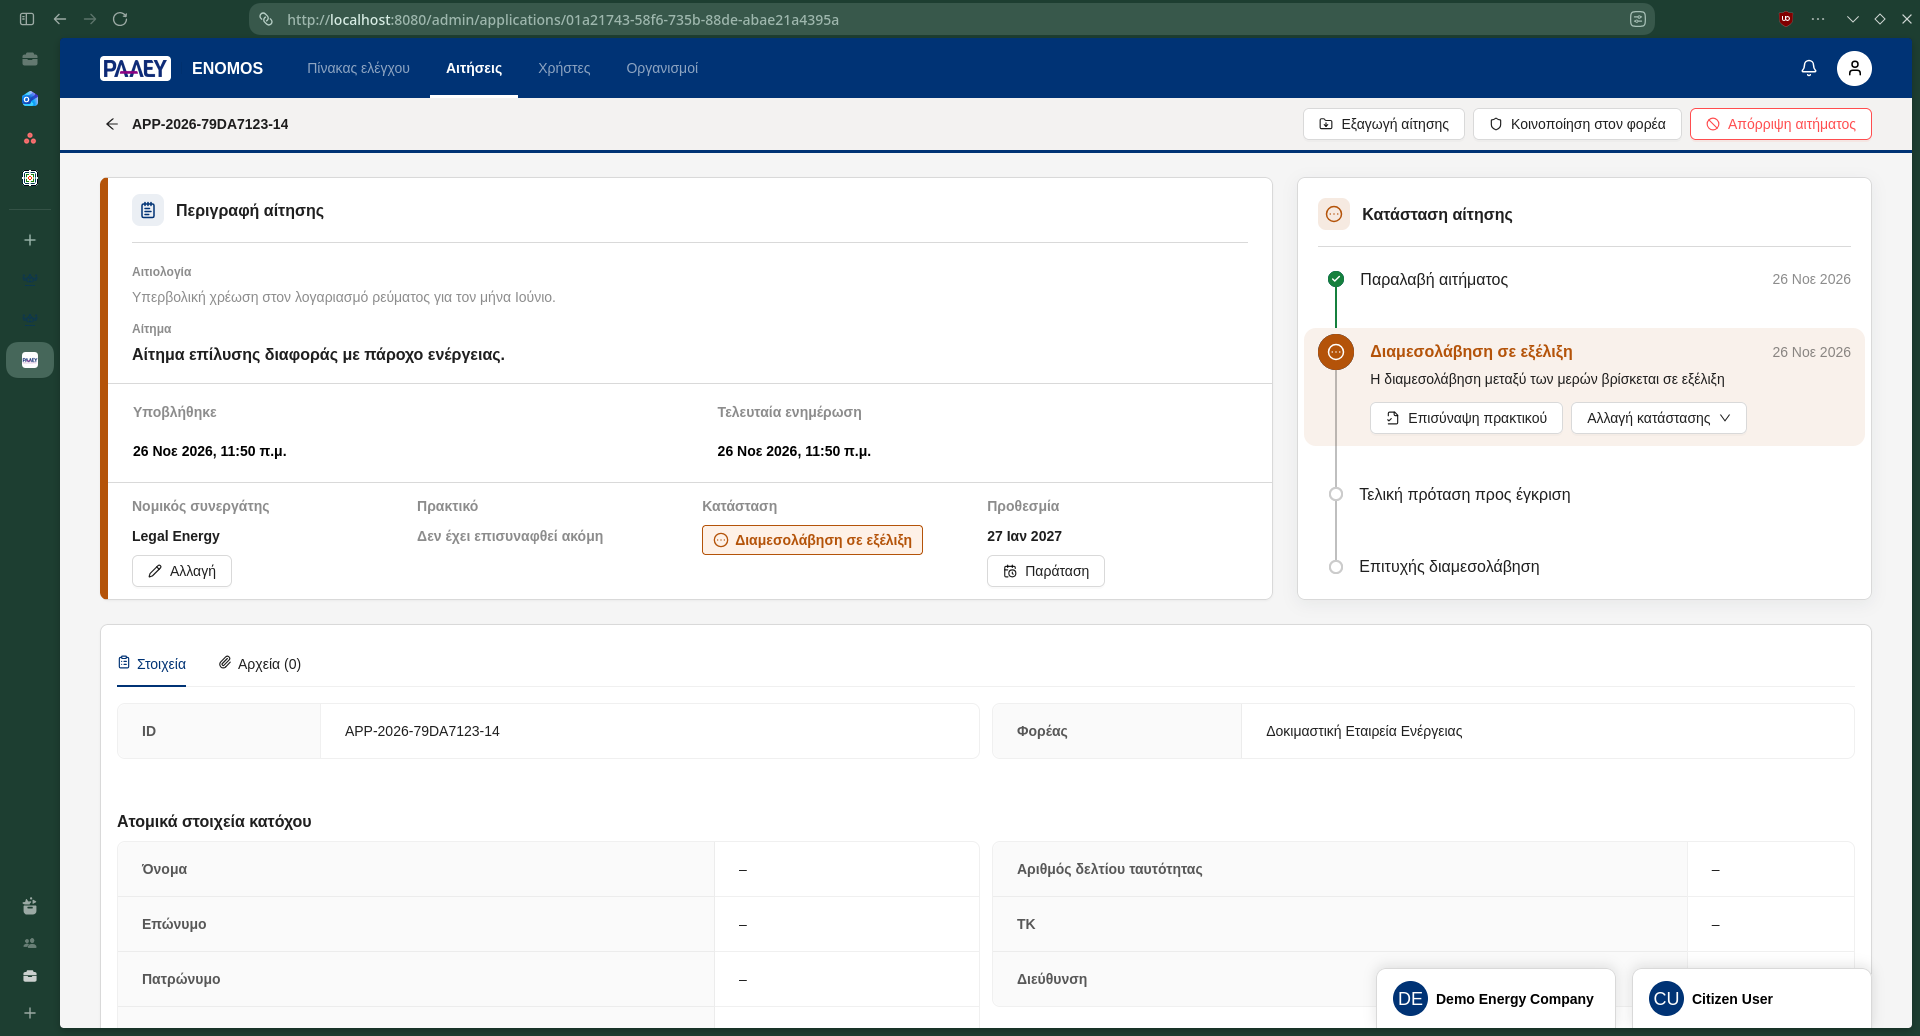 http://localhost:8080/admin/applications/01a21743-58f6-735b-88de-abae21a4395a
ΡΑΑΕΥ ENOMOS Πίνακας ελέγχου Αιτήσεις Χρήστες Οργανισμοί
APP-2026-79DA7123-14 Εξαγωγή αίτησης Κοινοποίηση στον φορέα Απόρριψη αιτήματος
Περιγραφή αίτησης
Αιτιολογία
Υπερβολική χρέωση στον λογαριασμό ρεύματος για τον μήνα Ιούνιο.
Αίτημα
Αίτημα επίλυσης διαφοράς με πάροχο ενέργειας.
Υποβλήθηκε Τελευταία ενημέρωση
26 Νοε 2026, 11:50 π.μ. 26 Νοε 2026, 11:50 π.μ.
Νομικός συνεργάτης Πρακτικό Κατάσταση Προθεσμία
Legal Energy Δεν έχει επισυναφθεί ακόμη Διαμεσολάβηση σε εξέλιξη 27 Ιαν 2027
Αλλαγή Παράταση
Κατάσταση αίτησης
Παραλαβή αιτήματος 26 Νοε 2026
Διαμεσολάβηση σε εξέλιξη 26 Νοε 2026
Η διαμεσολάβηση μεταξύ των μερών βρίσκεται σε εξέλιξη
Επισύναψη πρακτικού Αλλαγή κατάστασης
Τελική πρόταση προς έγκριση
Επιτυχής διαμεσολάβηση
Στοιχεία Αρχεία (0)
ID APP-2026-79DA7123-14 Φορέας Δοκιμαστική Εταιρεία Ενέργειας
Ατομικά στοιχεία κατόχου
Όνομα – Αριθμός δελτίου ταυτότητας –
Επώνυμο – ΤΚ –
Πατρώνυμο – Διεύθυνση
DE Demo Energy Company CU Citizen User